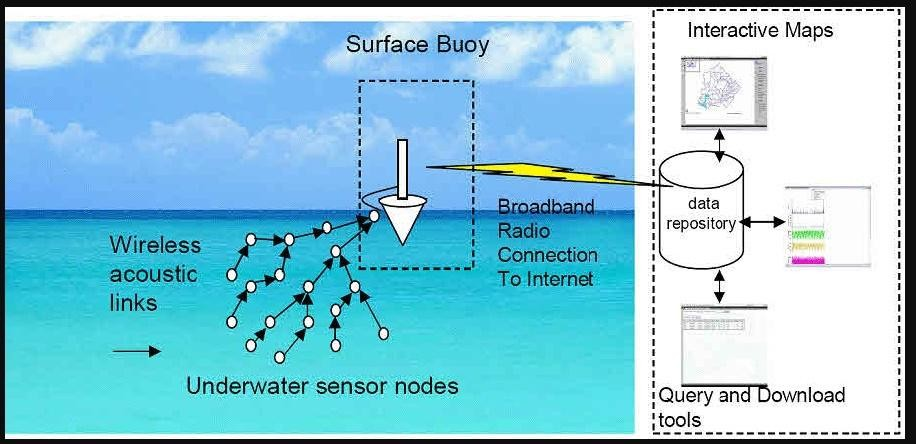 Surface Buoy
Interactive Maps
data
repository
Broadband
Radio
Connection
To Internet
Wireless
acoustic
links
Underwater sensor nodes
Query and Download
tools